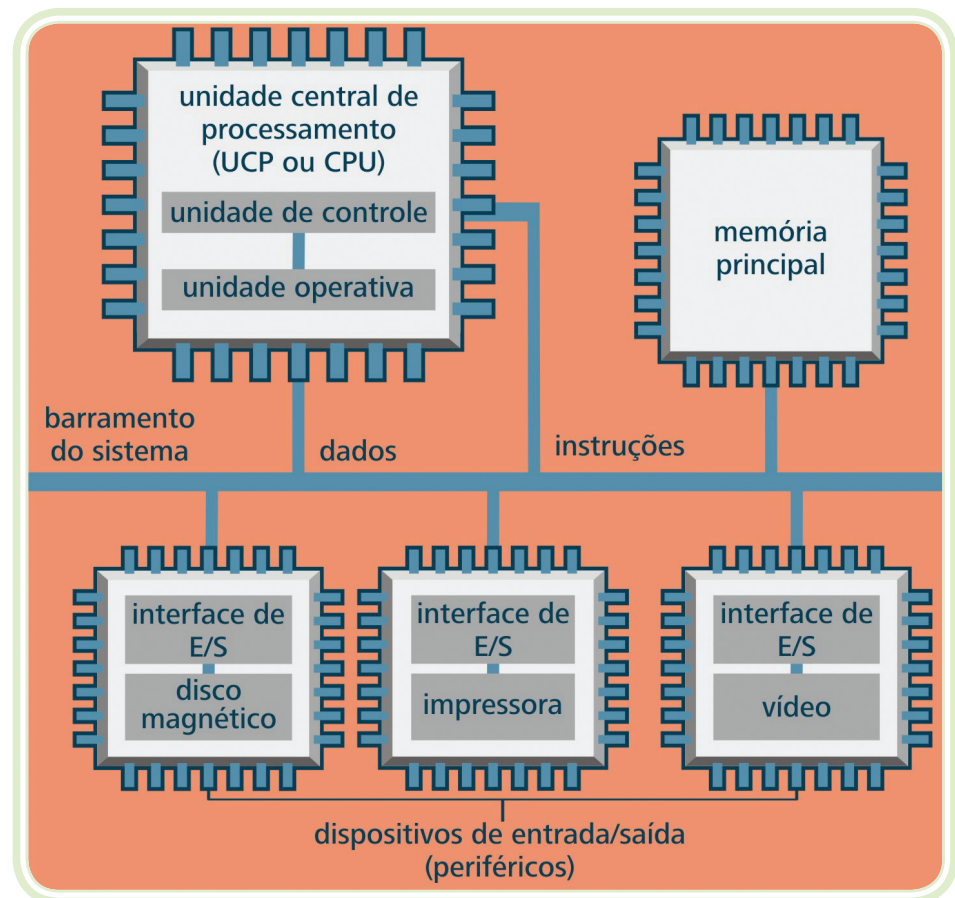 unidade central de
processamento
(UCP ou CPU)
unidade de controle
unidade operativa
memória
principal
barramento
do sistema
dados
instruções
interface de
E/S
disco
magnético
interface de
E/S
impressora
interface de
E/S
vídeo
dispositivos de entrada/saída
(periféricos)